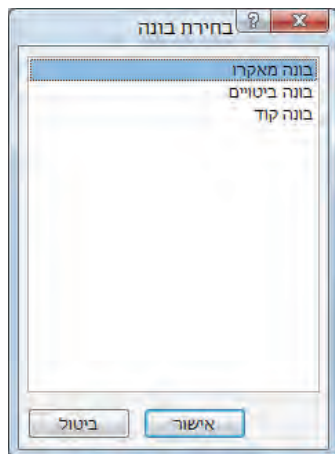 בחירת בונה
בונה מאקרו
בונה ביטויים
בונה קוד
אישור
ביטול